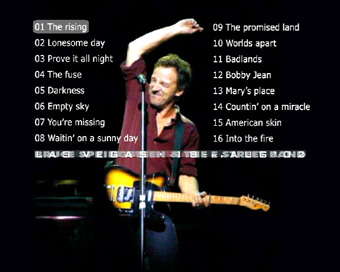 01 The rising
02 Lonesome day
03 Prove it all night
04 The fuse
05 Darkness
06 Empty sky
07 You're missing
08 Waitin' on a sunny day
09 The promised land
10 Worlds apart
11 Badlands
12 Bobby Jean
13 Mary's place
14 Countin' on a miracle
15 American skin
16 Into the fire